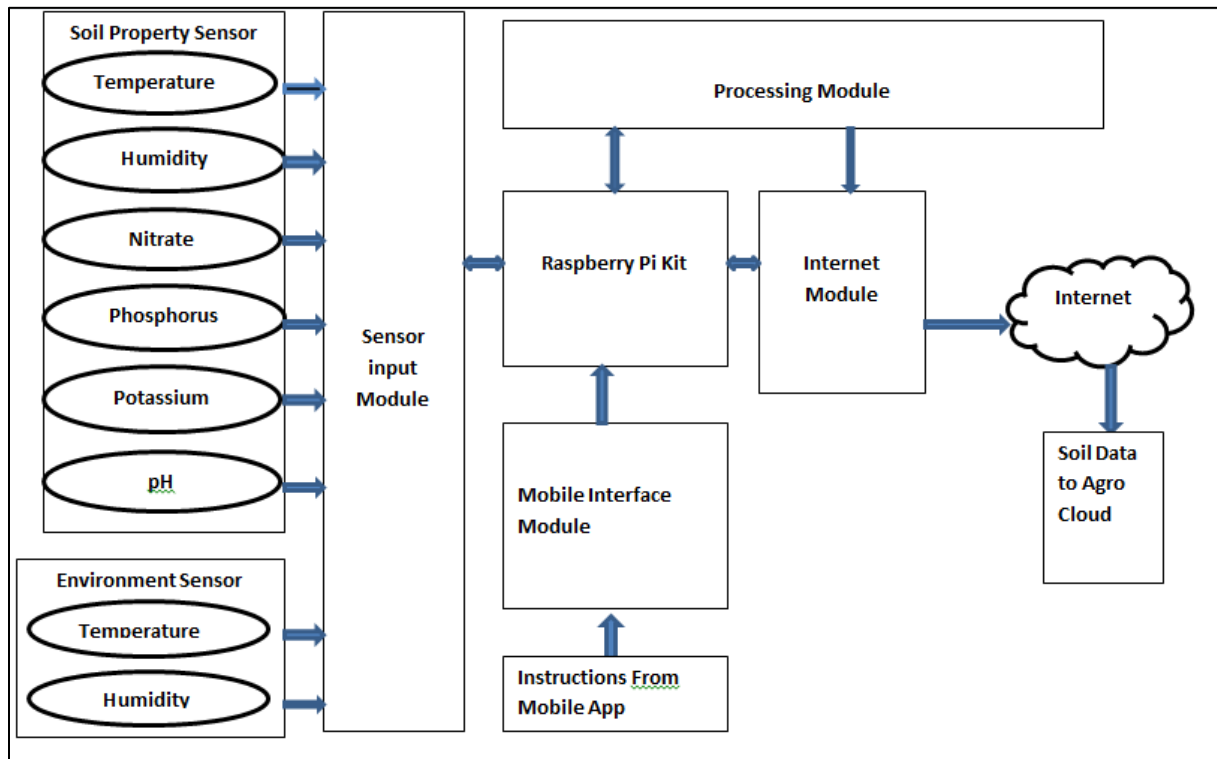 Soil Property Sensor
Temperature
Humidity
Nitrate
Phosphorus
Potassium
pH
Environment Sensor
Temperature
Humidity
Sensor
input
Module
Processing Module
Raspberry Pi Kit
Internet
Module
Mobile Interface
Module
Instructions From
Mobile App
Internet
Soil Data
to Agro
Cloud